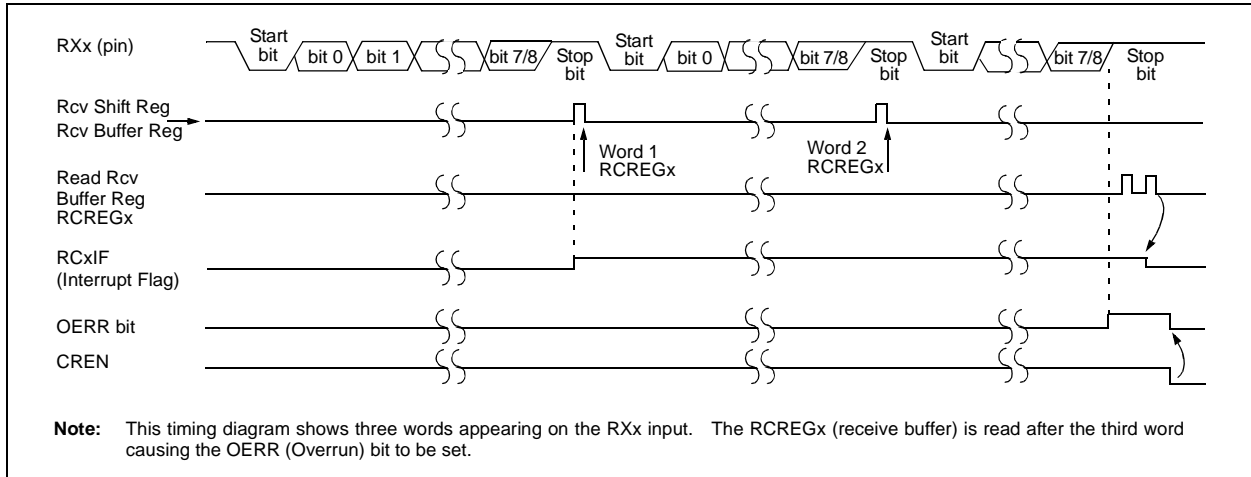 RXx (pin)
Start
bit
bit 0
bit 1
bit 7/8
Stop
bit
Start
bit
bit 0
bit 7/8
Stop
bit
Start
bit
bit 7/8
Stop
bit
Rcv Shift Reg
Rcv Buffer Reg
Word 1
RCREGx
Word 2
RCREGx
Read Rcv
Buffer Reg
RCREGx
RCxIF
(Interrupt Flag)
OERR bit
CREN
Note: This timing diagram shows three words appearing on the RXx input. The RCREGx (receive buffer) is read after the third word
causing the OERR (Overrun) bit to be set.